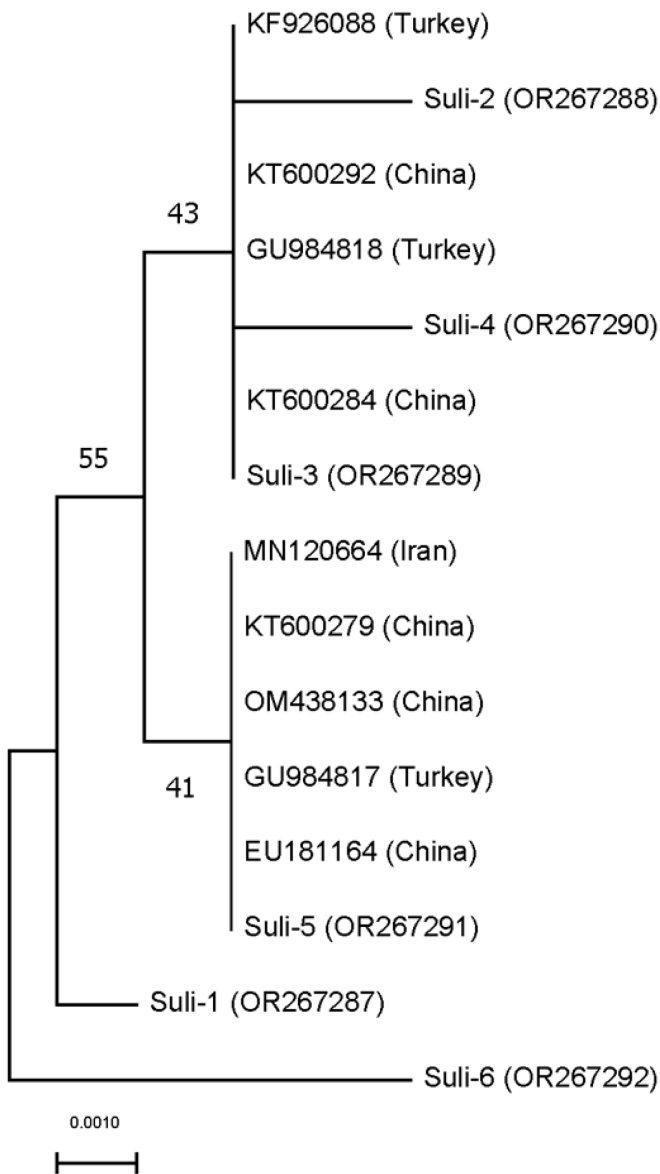 KF926088 (Turkey)
Suli-2 (OR267288)
KT600292 (China)
43
GU984818 (Turkey)
Suli-4 (OR267290)
KT600284 (China)
55
Suli-3 (OR267289)
MN120664 (Iran)
KT600279 (China)
OM438133 (China)
GU984817 (Turkey)
41
EU181164 (China)
Suli-5 (OR267291)
Suli-1 (OR267287)
Suli-6 (OR267292)
0.0010